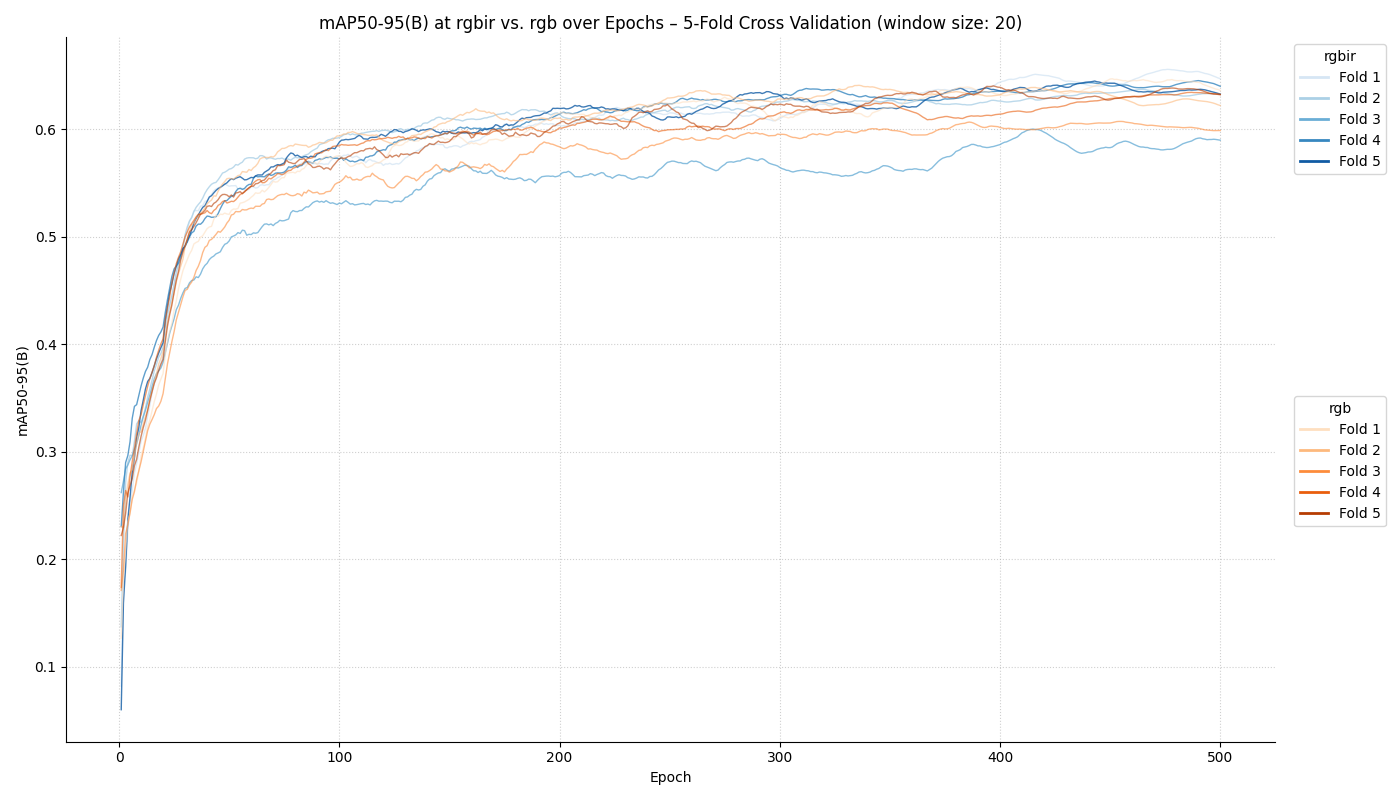 mAP50-95(B) at rgbir vs. rgb over Epochs – 5-Fold Cross Validation (window size: 20)
rgbir
Fold 1
Fold 2
Fold 3
Fold 4
Fold 5
rgb
Fold 1
Fold 2
Fold 3
Fold 4
Fold 5
mAP50-95(B)
0.6
0.5
0.4
0.3
0.2
0.1
0 100 200 300 400 500
Epoch